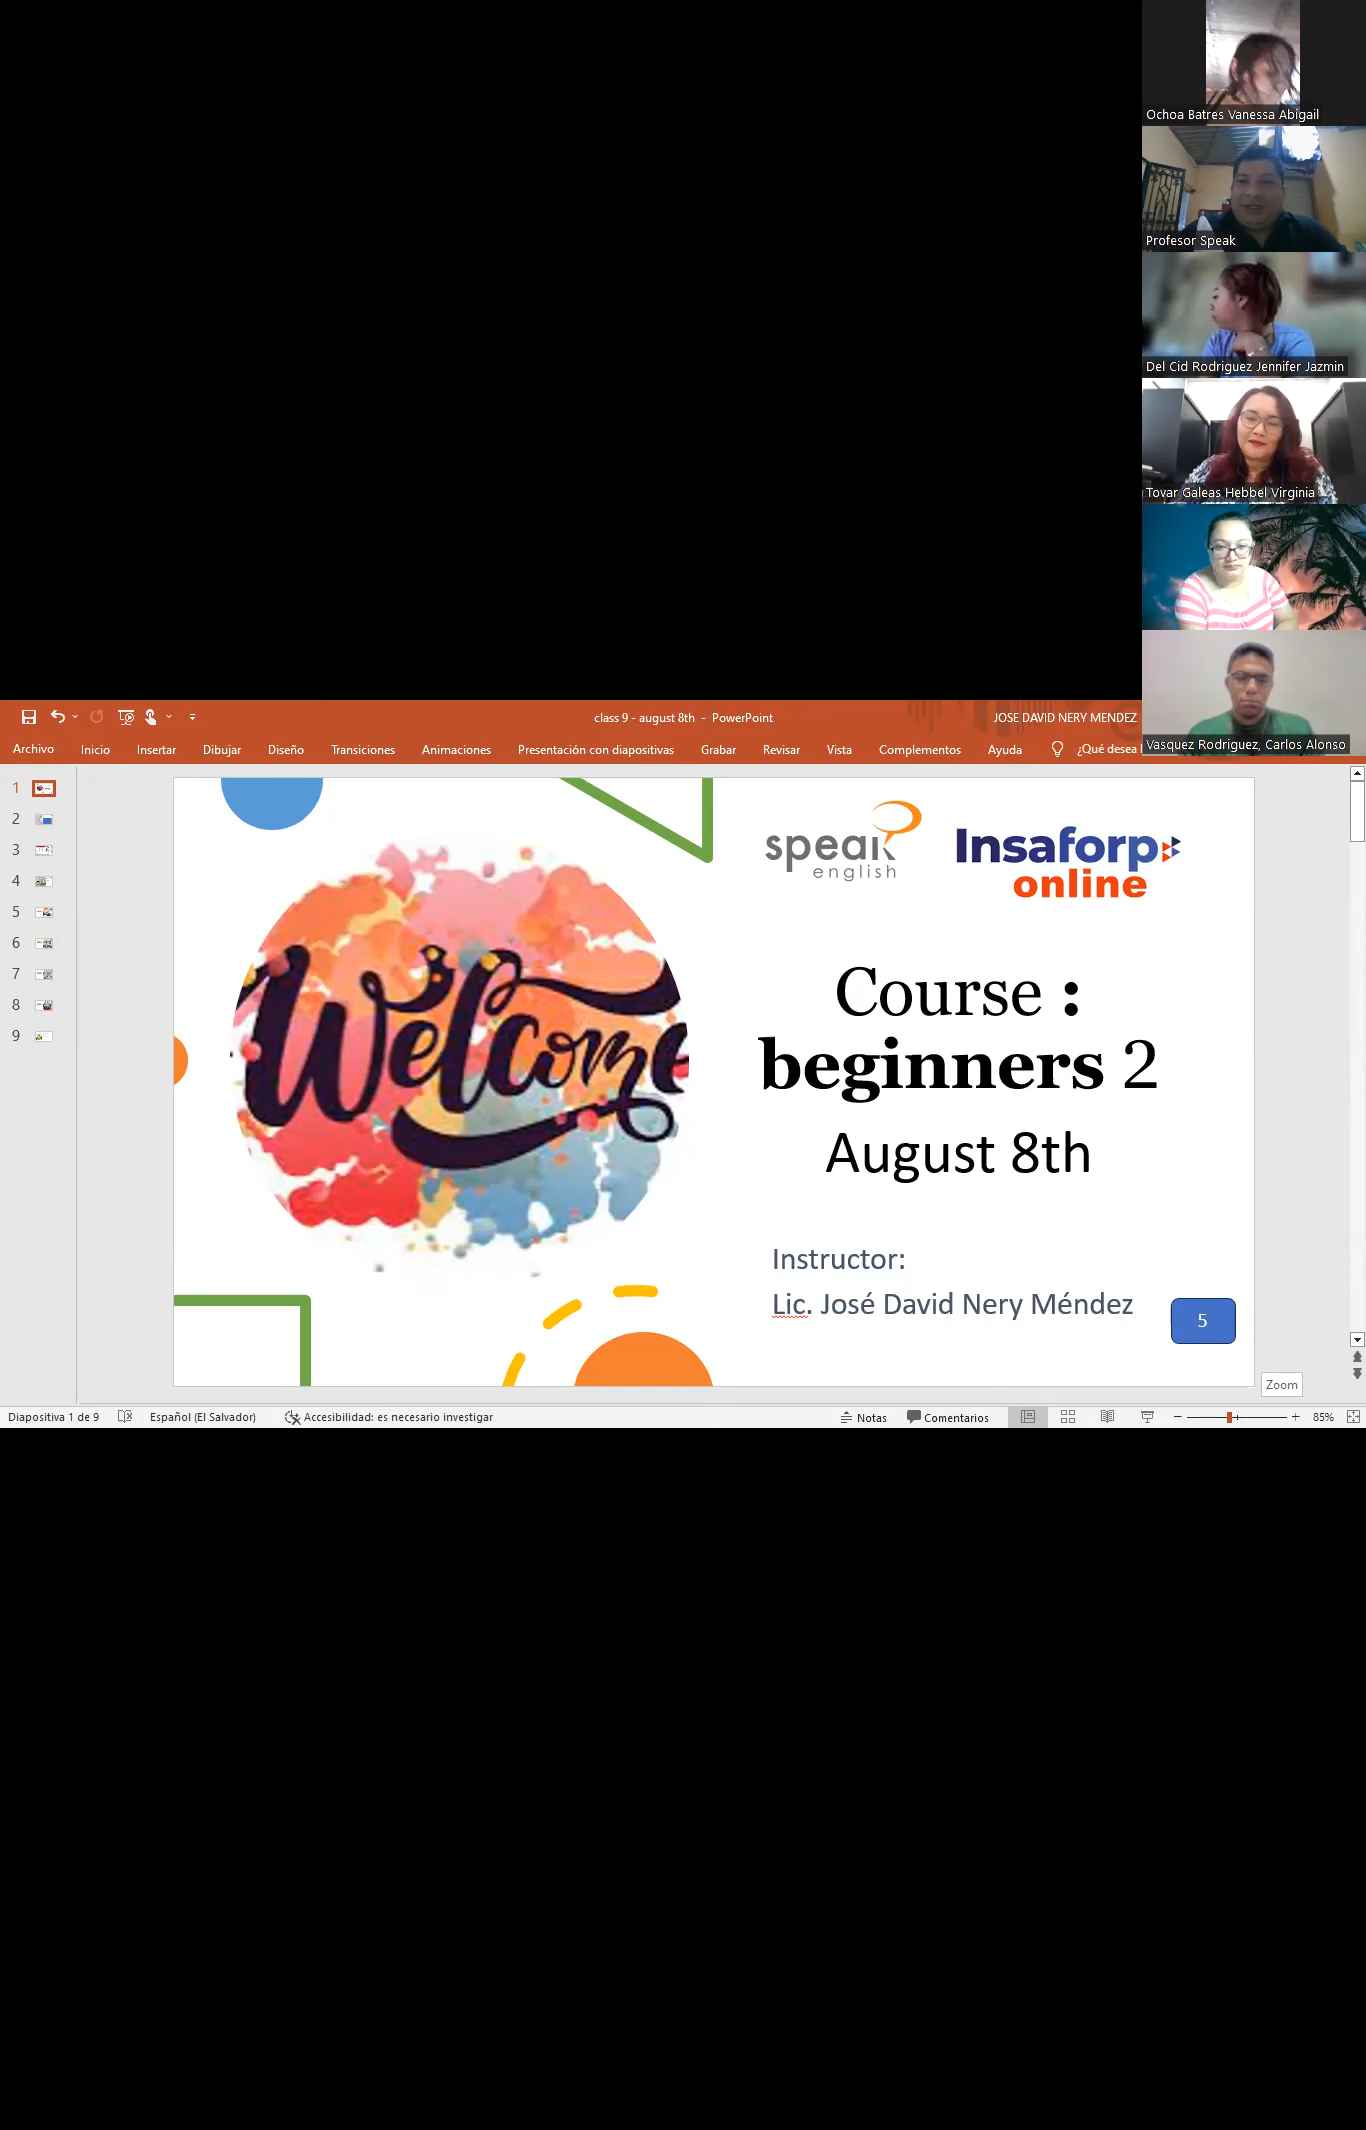 Ochoa Batres Vanessa Abigail
Profesor Speak
Del Cid Rodriguez Jennifer Jazmin
Tovar Galeas Hebbel Virginia
Vasquez Rodriguez, Carlos Alonso
class 9 - august 8th - PowerPoint
JOSE DAVID NERY MENDEZ
Archivo Inicio Insertar Dibujar Diseño Transiciones Animaciones Presentación con diapositivas Grabar Revisar Vista Complementos Ayuda ¿Qué desea
1
2
3
4
5
6
7
8
9
Welcome
speak
english
Insaforp
online
Course :
beginners 2
August 8th
Instructor:
Lic. José David Nery Méndez
5
Zoom
Diapositiva 1 de 9 Español (El Salvador) Accesibilidad: es necesario investigar Notas Comentarios 85%